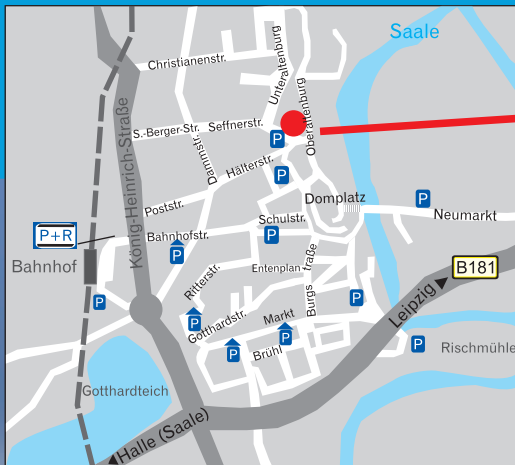 Saale
Christianenstr.
Unteraltenburg
Oberaltenburg
König-Heinrich-Straße
S.-Berger-Str.
Seffnerstr.
P
Dammstr.
Hälterstr.
P
Domplatz
P
Neumarkt
Poststr.
Schulstr.
P
P+R
Bahnhofstr.
P
Bahnhof
Entenplan
B181
Ritterstr.
Burgstraße
P
P
Leipzig
P
Gotthardstr.
Markt
P
P
Brühl
P
Rischmühle
Gotthardteich
Halle (Saale)